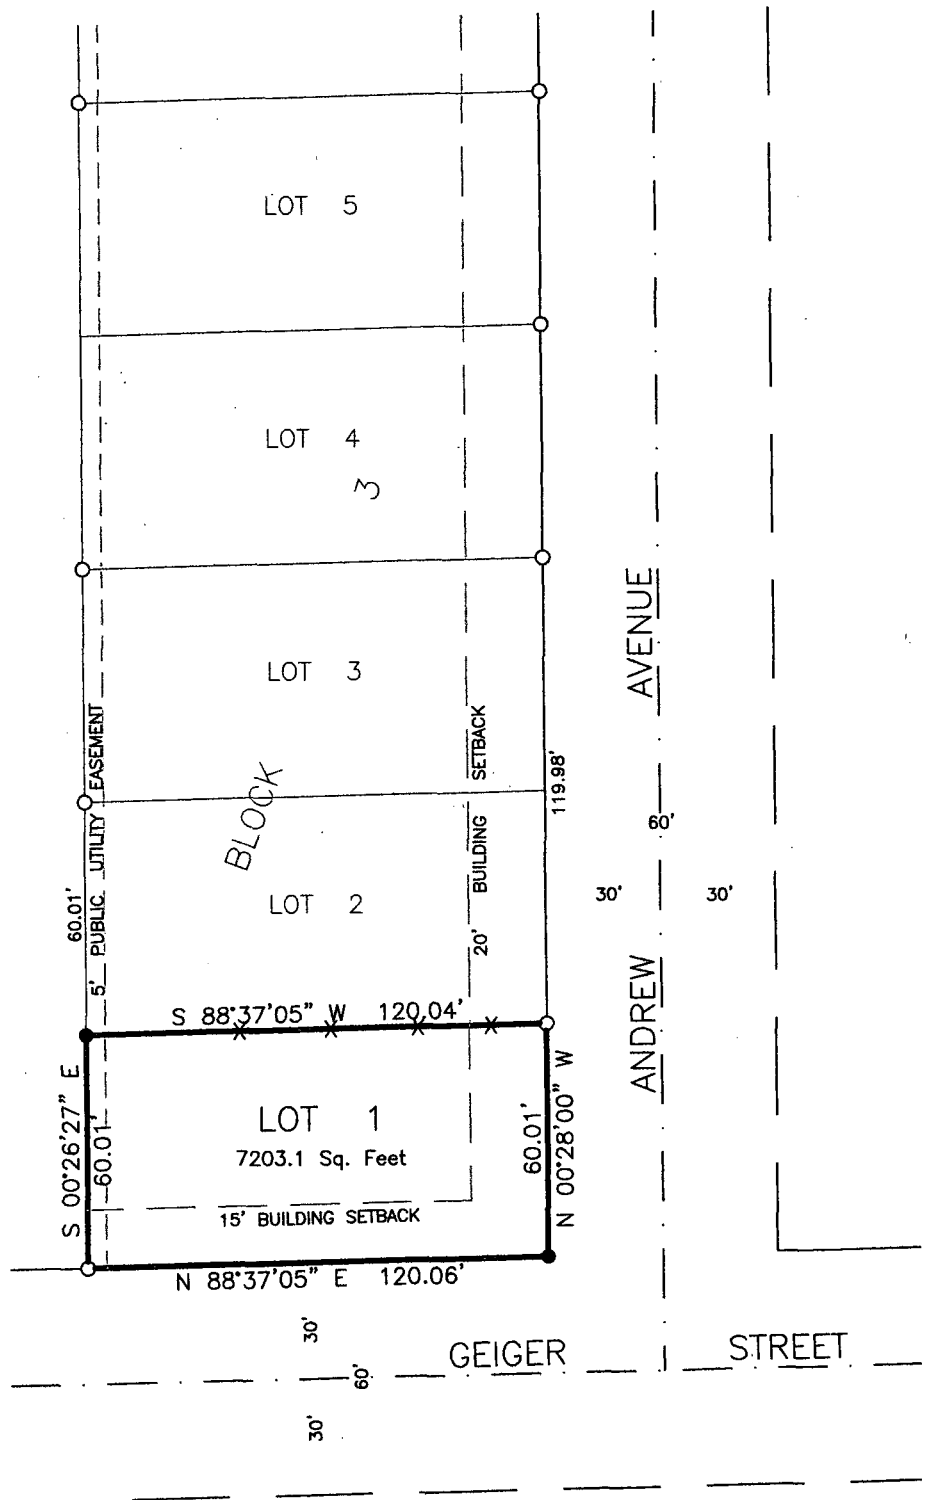 LOT 5
LOT 4
3
LOT 3
BLOCK
LOT 2
5' PUBLIC UTILITY EASEMENT
20' BUILDING SETBACK
60.01'
119.98'
AVENUE
60'
30'
30'
ANDREW
S 88°37'05" W 120.04'
S 00°26'27" E
60.01'
LOT 1
7203.1 Sq. Feet
60.01'
N 00°28'00" W
15' BUILDING SETBACK
N 88°37'05" E 120.06'
30'
GEIGER STREET
60'
30'